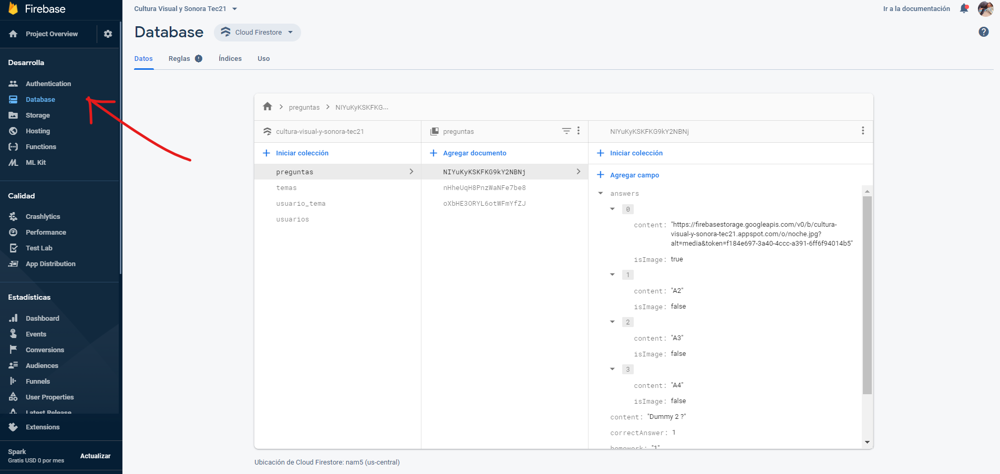 Firebase
Project Overview
Desarrolla
Authentication
Database
Storage
Hosting
Functions
ML Kit
Calidad
Crashlytics
Performance
Test Lab
App Distribution
Estadísticas
Dashboard
Events
Conversions
Audiences
Funnels
User Properties
Latest Release
Extensions
Spark
Gratis USD 0 por mes
Actualizar
Cultura Visual y Sonora Tec21
Ir a la documentación
Database
Cloud Firestore
Datos Reglas Índices Uso
preguntas NIYuKyKSKFKG...
cultura-visual-y-sonora-tec21
Iniciar colección
preguntas
temas
usuario_tema
usuarios
preguntas
Agregar documento
NIYuKyKSKFKG9kY2NBNj
nHheUqH8PnzWaNFe7be8
oXbHE3ORYL6otWFmYfZJ
NIYuKyKSKFKG9kY2NBNj
Iniciar colección
Agregar campo
answers
0
content: "https://firebasestorage.googleapis.com/v0/b/cultura-
visual-y-sonora-tec21.appspot.com/o/noche.jpg?
alt=media&token=f184e697-3a40-4ccc-a391-6ff6f94014b5"
isImage: true
1
content: "A2"
isImage: false
2
content: "A3"
isImage: false
3
content: "A4"
isImage: false
content: "Dummy 2 ?"
correctAnswer: 1
homework: "1"
Ubicación de Cloud Firestore: nam5 (us-central)